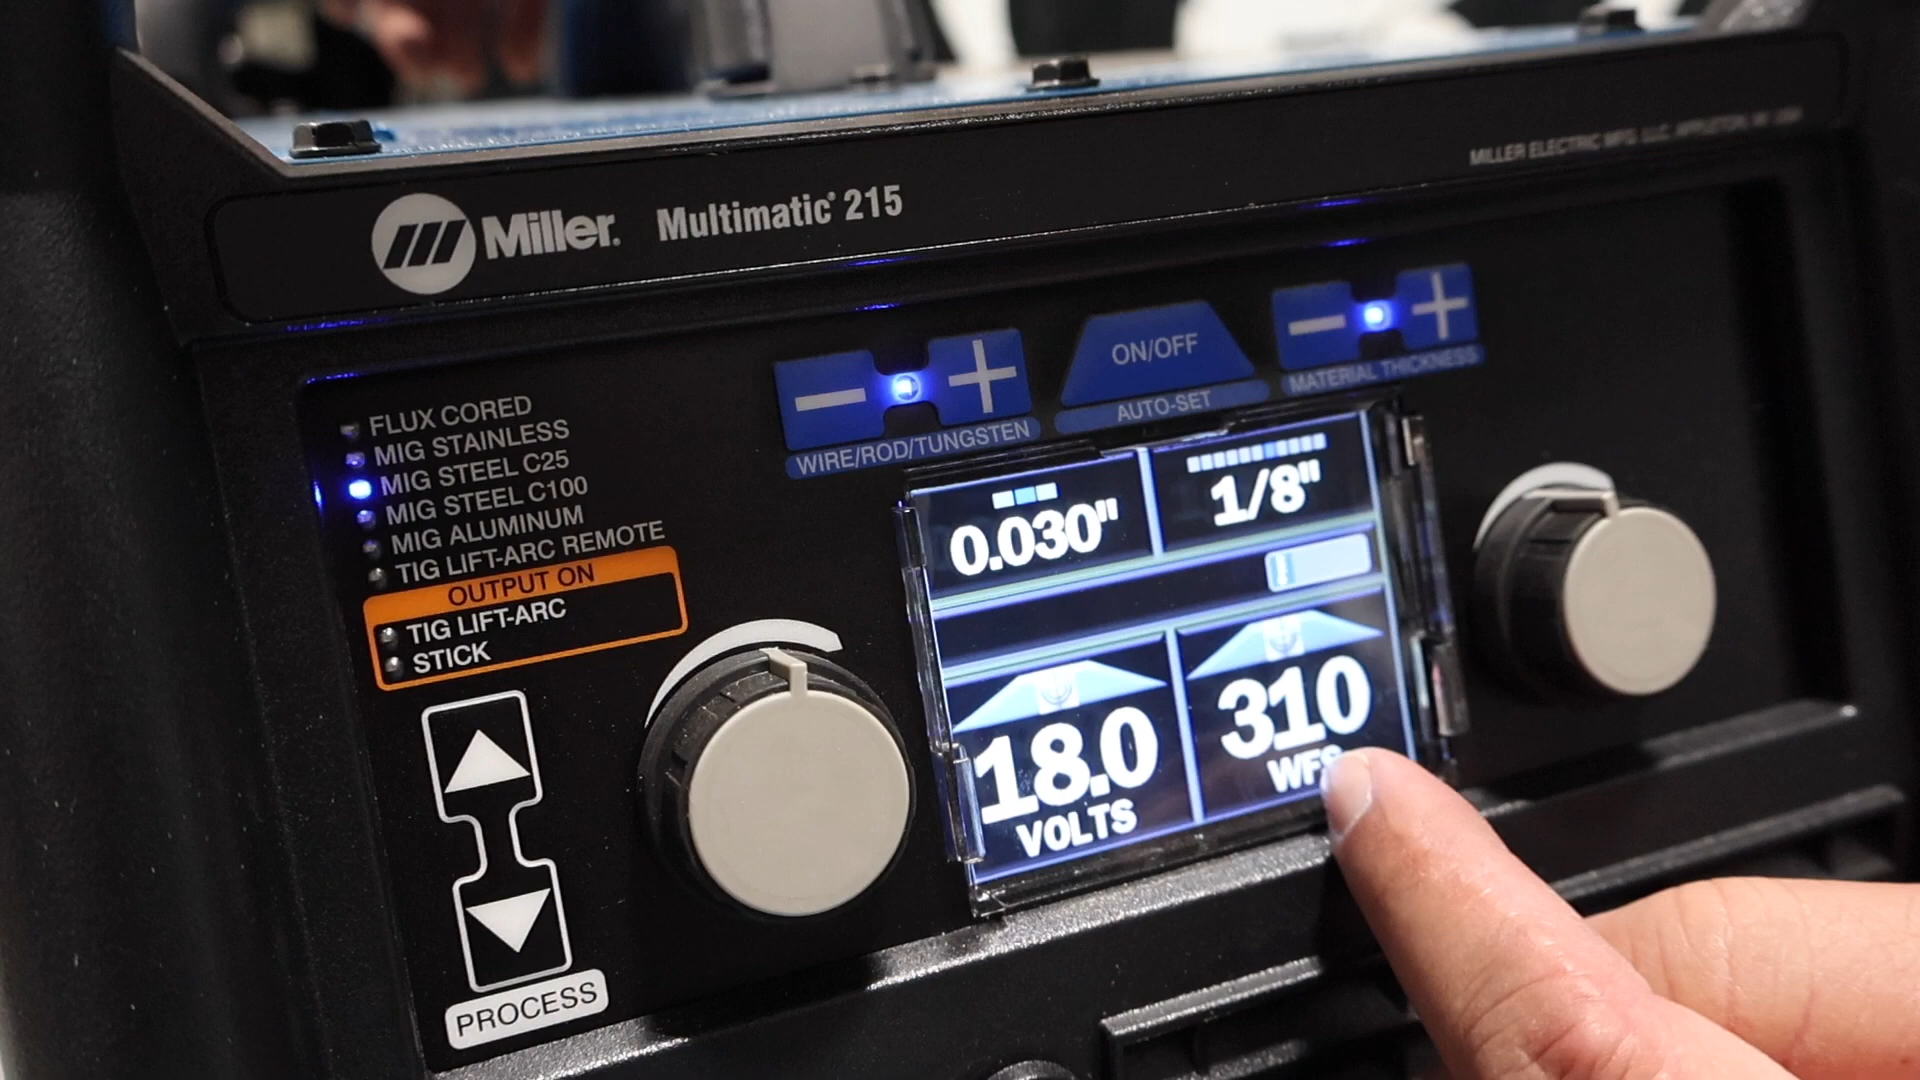 MILLER ELECTRIC MFG. LLC, APPLETON, WI USA
Miller. Multimatic® 215
ON/OFF
WIRE/ROD/TUNGSTEN
AUTO-SET
MATERIAL THICKNESS
FLUX CORED
MIG STAINLESS
MIG STEEL C25
MIG STEEL C100
MIG ALUMINUM
TIG LIFT-ARC REMOTE
OUTPUT ON
TIG LIFT-ARC
STICK
PROCESS
0.030"
1/8"
18.0
VOLTS
310
WFS